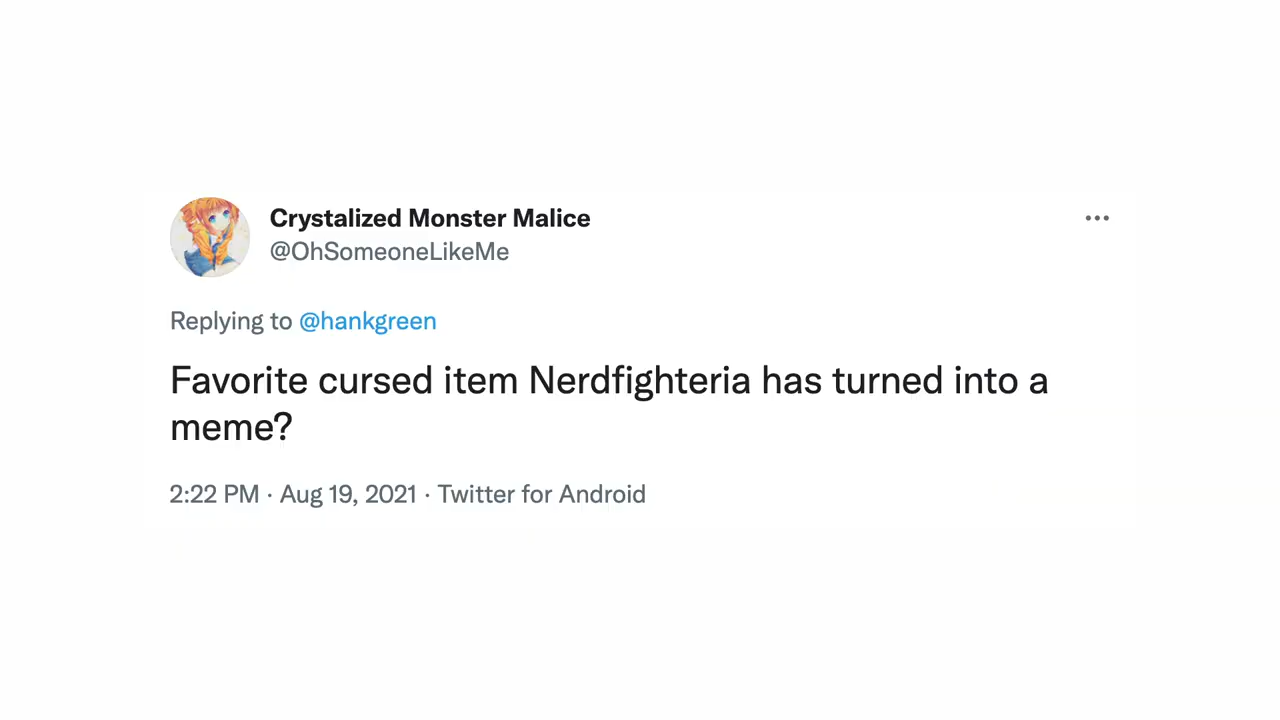 Crystalized Monster Malice
@OhSomeoneLikeMe
Replying to @hankgreen
Favorite cursed item Nerdfighteria has turned into a
meme?
2:22 PM · Aug 19, 2021 · Twitter for Android